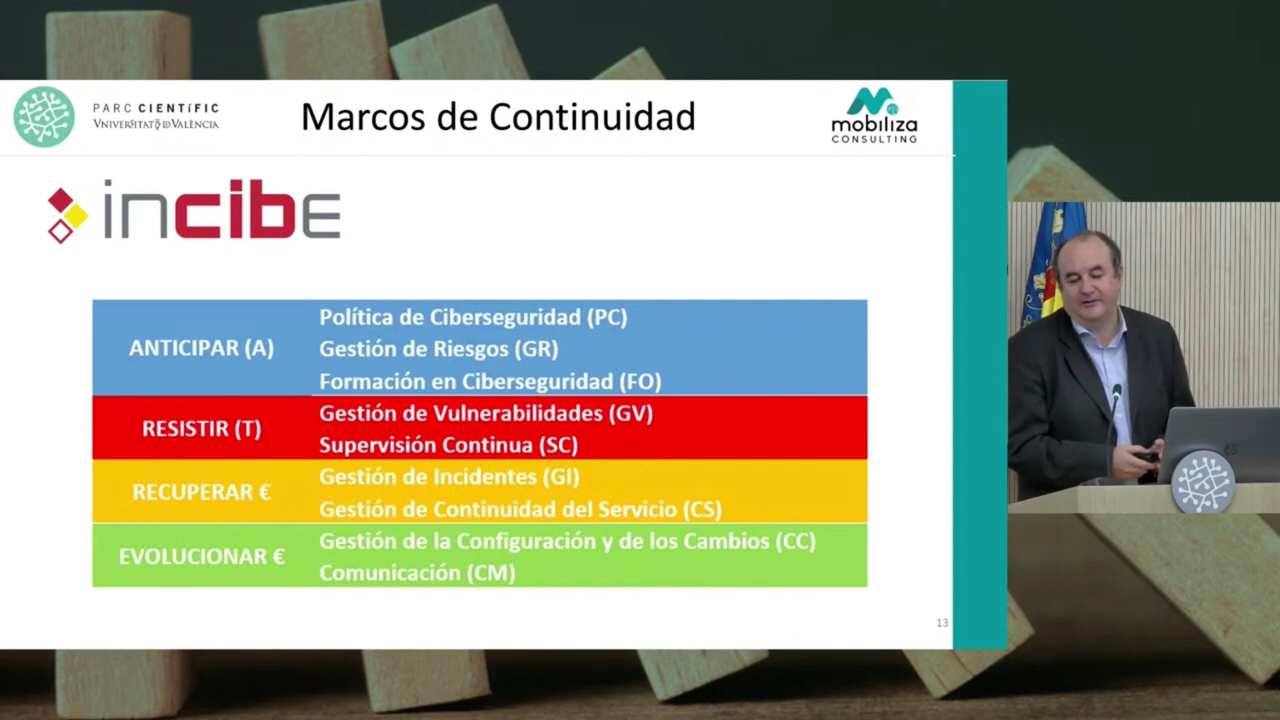 PARC CIENTÍFIC
VNIVERSITAT D VALÈNCIA
Marcos de Continuidad
mobiliza
CONSULTING
incibe
ANTICIPAR (A)
Política de Ciberseguridad (PC)
Gestión de Riesgos (GR)
Formación en Ciberseguridad (FO)
RESISTIR (T)
Gestión de Vulnerabilidades (GV)
Supervisión Continua (SC)
RECUPERAR €
Gestión de Incidentes (GI)
Gestión de Continuidad del Servicio (CS)
EVOLUCIONAR €
Gestión de la Configuración y de los Cambios (CC)
Comunicación (CM)
13